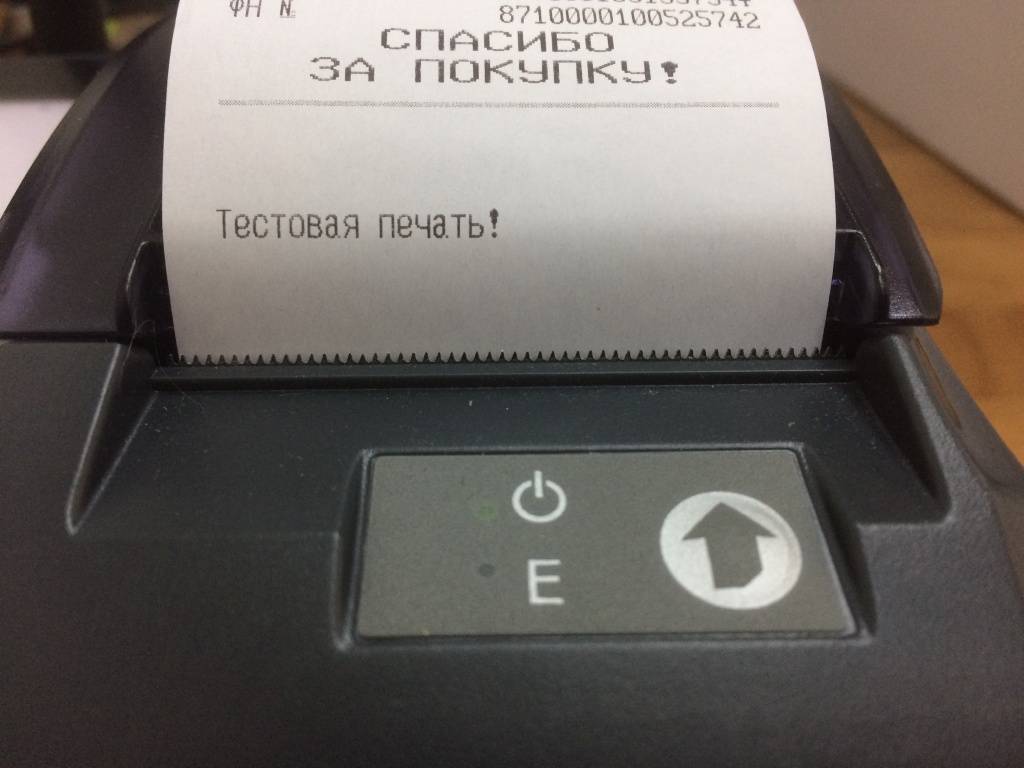 ФН №
8710000100525742
СПАСИБО
ЗА ПОКУПКУ!
Тестовая печать!
E